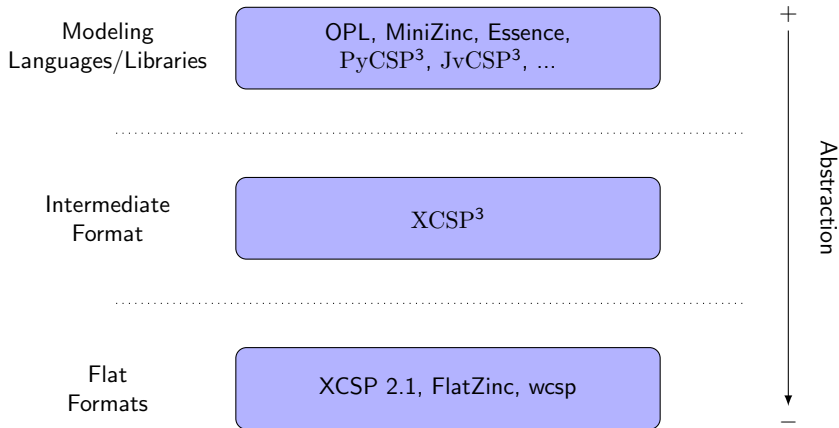 Modeling
Languages/Libraries
OPL, MiniZinc, Essence,
PyCSP³, JvCSP³, ...
+
Abstraction
Intermediate
Format
XCSP³
Flat
Formats
XCSP 2.1, FlatZinc, wcsp
−